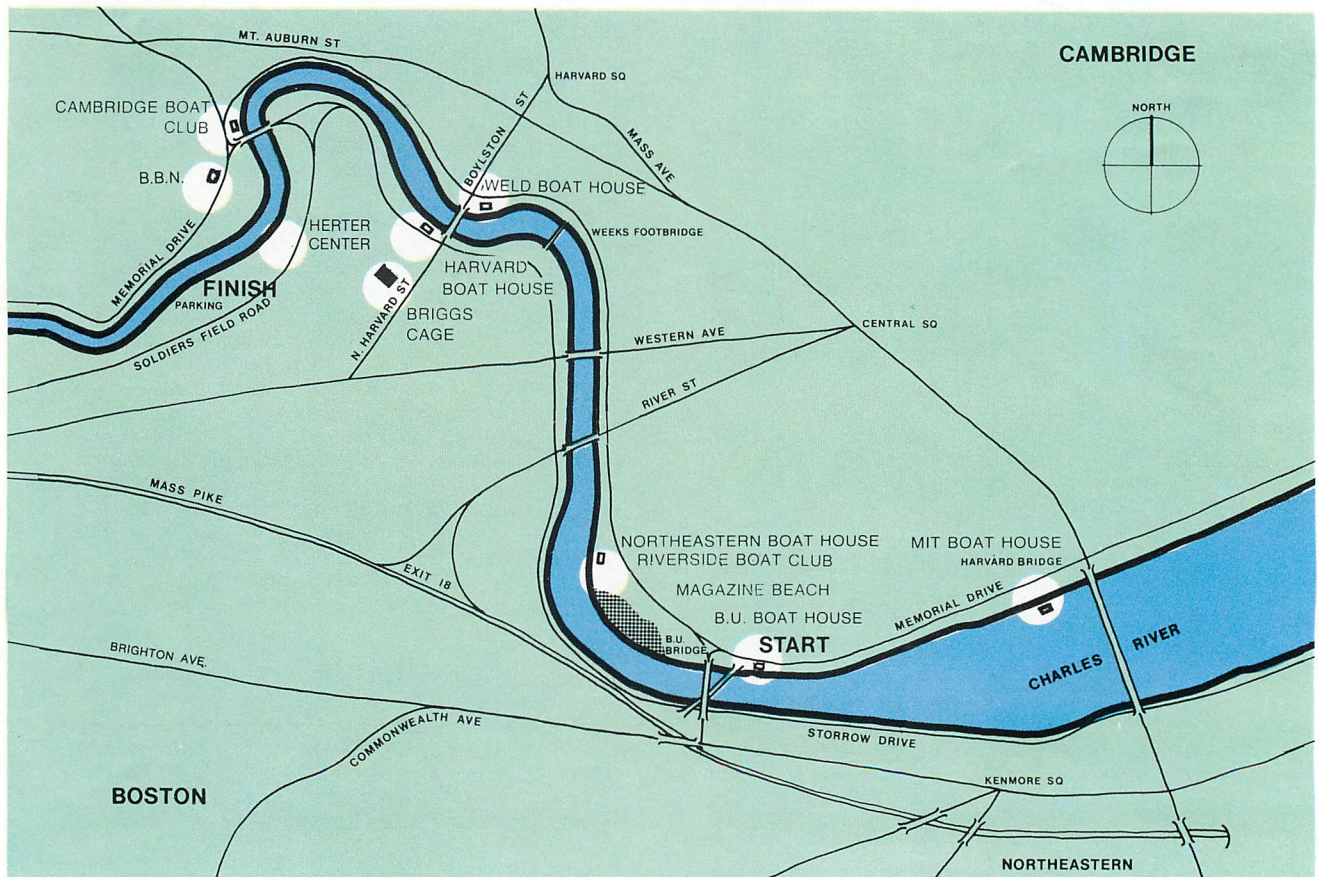 MT. AUBURN ST
CAMBRIDGE
HARVARD SQ
CAMBRIDGE BOAT
CLUB
BOYLSTON ST
MASS AVE
NORTH
B.B.N.
WELD BOAT HOUSE
HERTER
CENTER
WEEKS FOOTBRIDGE
MEMORIAL DRIVE
FINISH
PARKING
HARVARD
BOAT HOUSE
SOLDIERS FIELD ROAD
N. HARVARD ST
BRIGGS
CAGE
CENTRAL SQ
WESTERN AVE
RIVER ST
MASS PIKE
EXIT 18
NORTHEASTERN BOAT HOUSE
RIVERSIDE BOAT CLUB
MIT BOAT HOUSE
HARVARD BRIDGE
MAGAZINE BEACH
MEMORIAL DRIVE
B.U. BOAT HOUSE
B.U.
BRIDGE
START
CHARLES RIVER
BRIGHTON AVE.
COMMONWEALTH AVE
STORROW DRIVE
KENMORE SQ
BOSTON
NORTHEASTERN